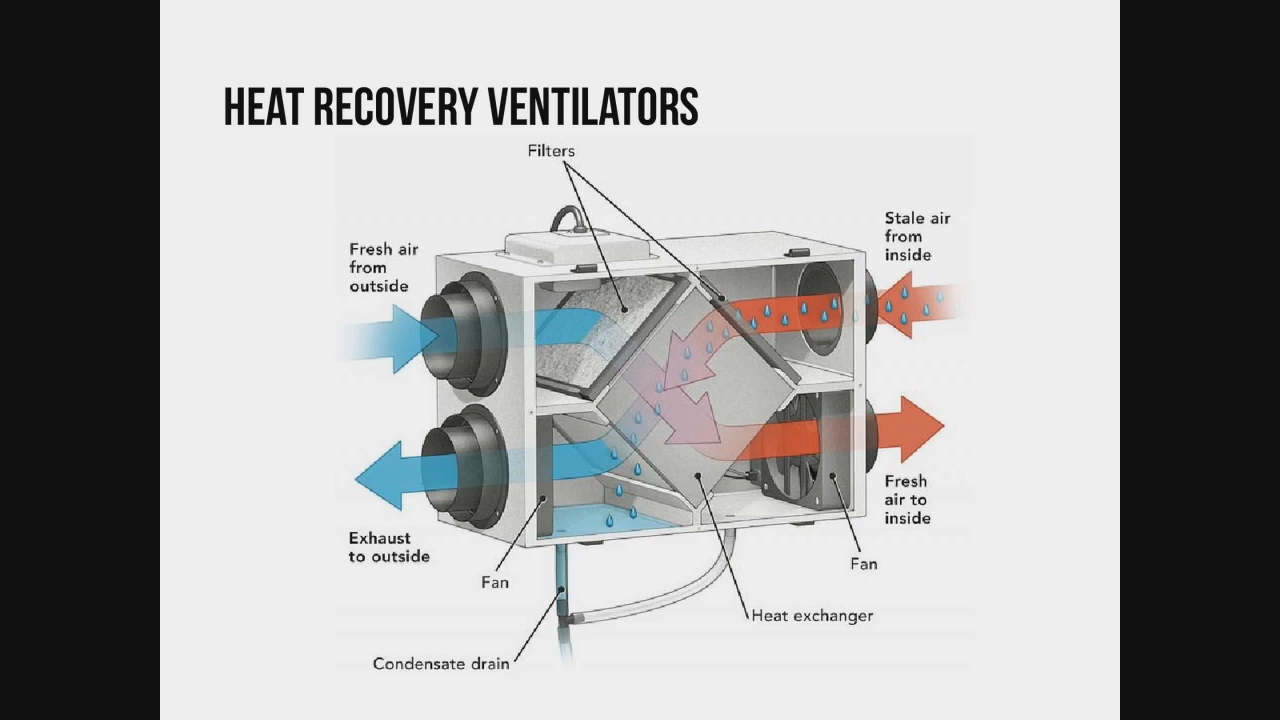 HEAT RECOVERY VENTILATORS
Filters
Stale air
from
inside
Fresh air
from
outside
Fresh
air to
inside
Exhaust
to outside
Fan
Fan
Heat exchanger
Condensate drain